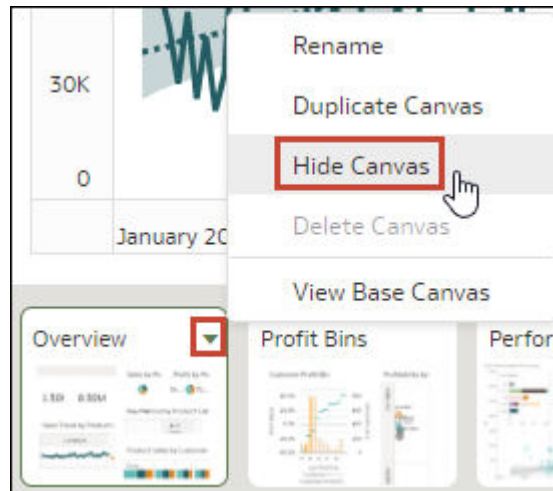 30K
0
January 20
Rename
Duplicate Canvas
Hide Canvas
Delete Canvas
View Base Canvas
Overview
Profit Bins
Perfor